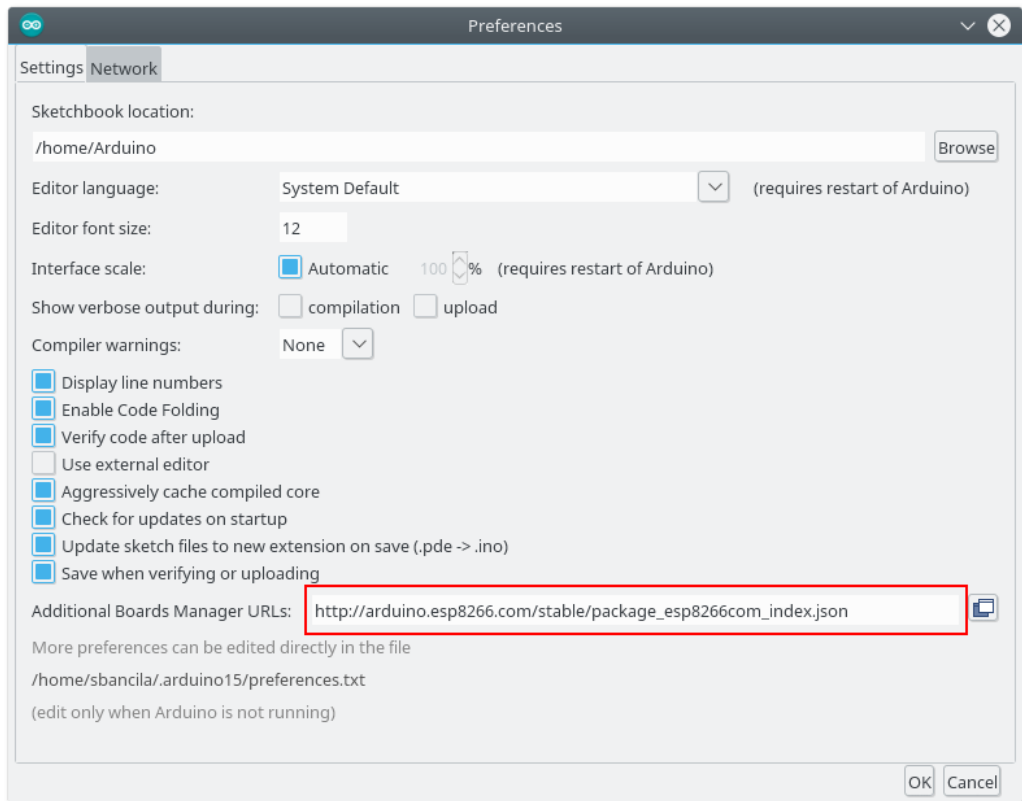 Preferences
Settings Network
Sketchbook location:
/home/Arduino Browse
Editor language: System Default (requires restart of Arduino)
Editor font size: 12
Interface scale: Automatic 100 % (requires restart of Arduino)
Show verbose output during: compilation upload
Compiler warnings: None
Display line numbers
Enable Code Folding
Verify code after upload
Use external editor
Aggressively cache compiled core
Check for updates on startup
Update sketch files to new extension on save (.pde -> .ino)
Save when verifying or uploading
Additional Boards Manager URLs: http://arduino.esp8266.com/stable/package_esp8266com_index.json
More preferences can be edited directly in the file
/home/sbancila/.arduino15/preferences.txt
(edit only when Arduino is not running)
OK Cancel